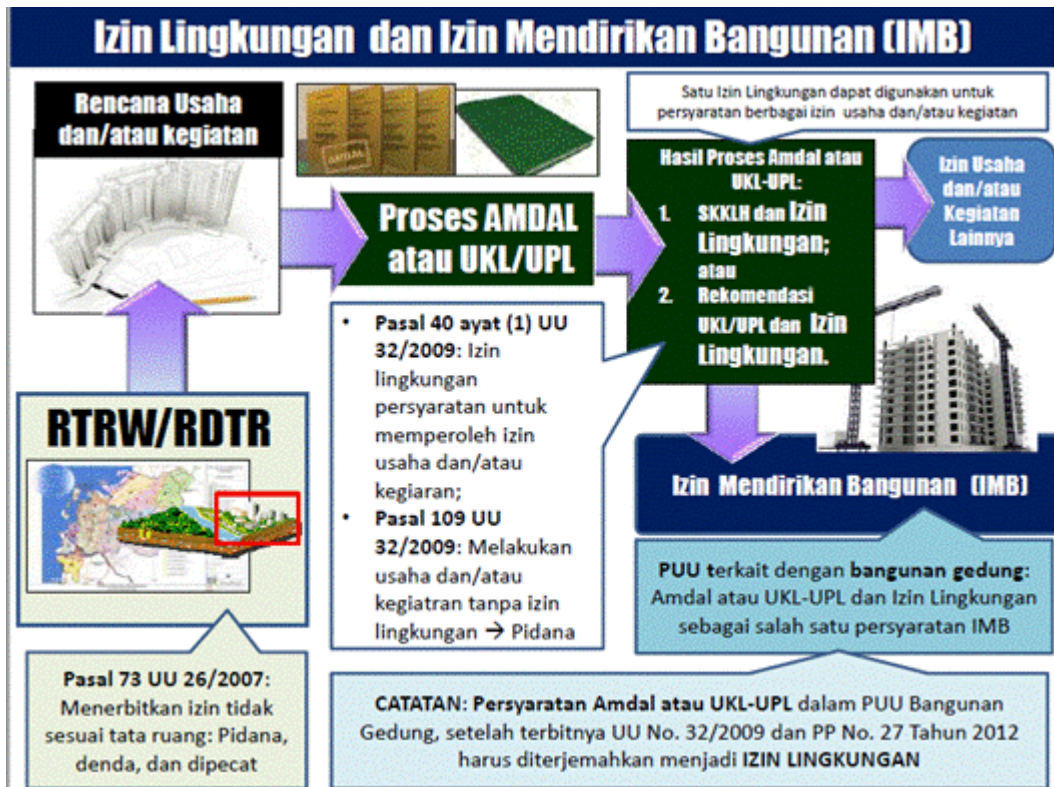 Izin Lingkungan dan Izin Mendirikan Bangunan (IMB)
Rencana Usaha
dan/atau kegiatan
AMDAL
Satu Izin Lingkungan dapat digunakan untuk
persyaratan berbagai izin usaha dan/atau kegiatan
Proses AMDAL
atau UKL/UPL
Hasil Proses Amdal atau
UKL-UPL:
1. SKKLH dan Izin
Lingkungan;
atau
2. Rekomendasi
UKL/UPL dan Izin
Lingkungan.
Izin Usaha
dan/atau
Kegiatan
Lainnya
• Pasal 40 ayat (1) UU
32/2009: Izin
lingkungan
persyaratan untuk
memperoleh izin
usaha dan/atau
kegiaran;
• Pasal 109 UU
32/2009: Melakukan
usaha dan/atau
kegiatran tanpa izin
lingkungan → Pidana
RTRW/RDTR
Izin Mendirikan Bangunan (IMB)
PUU terkait dengan bangunan gedung:
Amdal atau UKL-UPL dan Izin Lingkungan
sebagai salah satu persyaratan IMB
Pasal 73 UU 26/2007:
Menerbitkan izin tidak
sesuai tata ruang: Pidana,
denda, dan dipecat
CATATAN: Persyaratan Amdal atau UKL-UPL dalam PUU Bangunan
Gedung, setelah terbitnya UU No. 32/2009 dan PP No. 27 Tahun 2012
harus diterjemahkan menjadi IZIN LINGKUNGAN